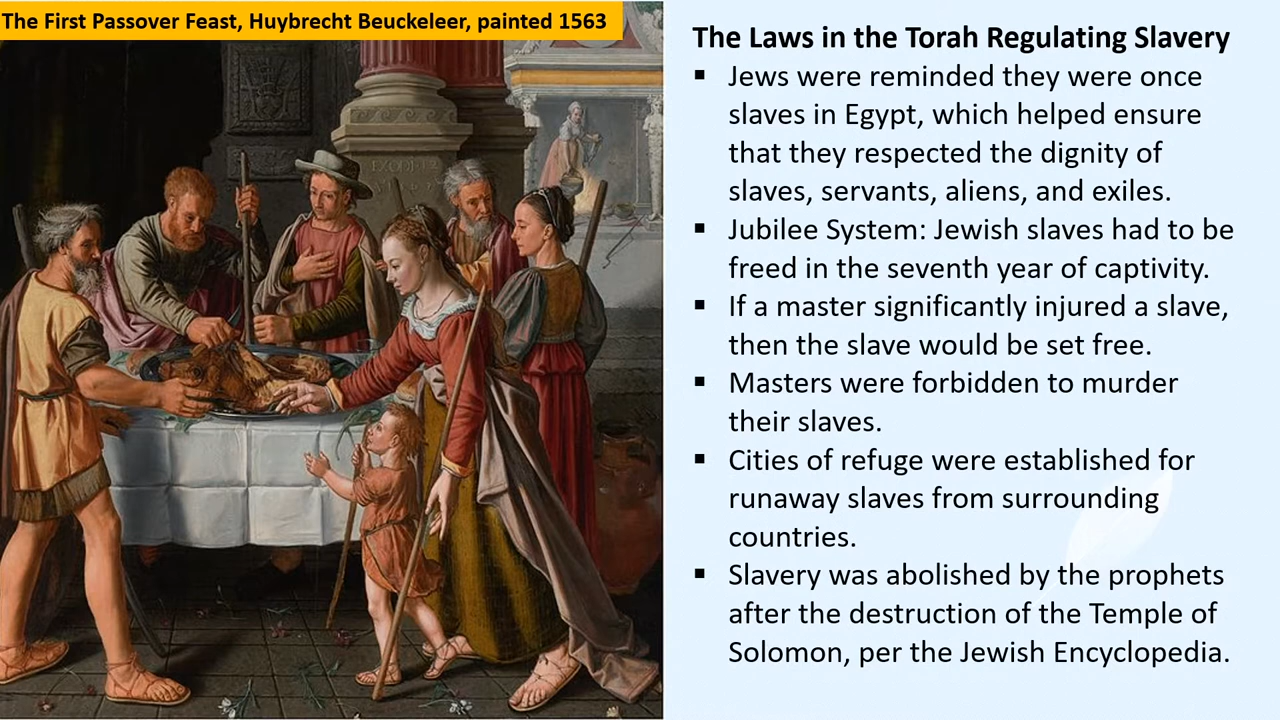 The First Passover Feast, Huybrecht Beuckeleer, painted 1563
The Laws in the Torah Regulating Slavery
▪ Jews were reminded they were once
slaves in Egypt, which helped ensure
that they respected the dignity of
slaves, servants, aliens, and exiles.
▪ Jubilee System: Jewish slaves had to be
freed in the seventh year of captivity.
▪ If a master significantly injured a slave,
then the slave would be set free.
▪ Masters were forbidden to murder
their slaves.
▪ Cities of refuge were established for
runaway slaves from surrounding
countries.
▪ Slavery was abolished by the prophets
after the destruction of the Temple of
Solomon, per the Jewish Encyclopedia.